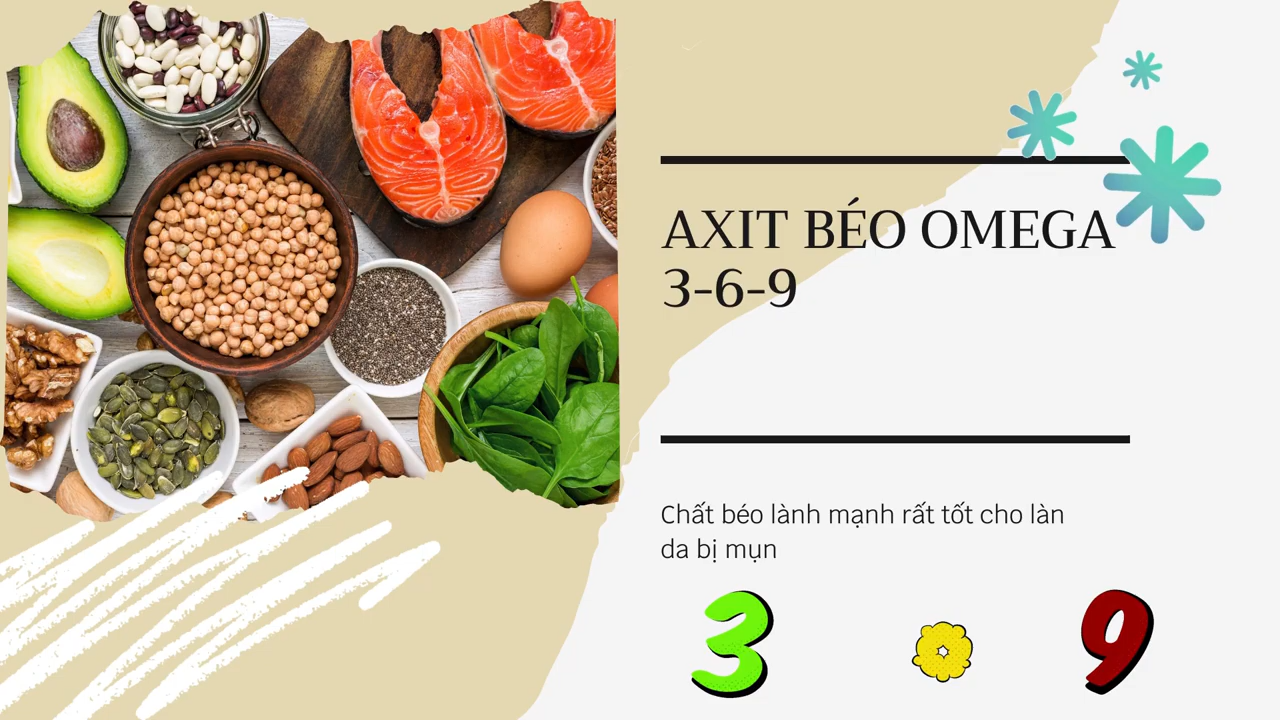 AXIT BÉO OMEGA
3-6-9
Chất béo lành mạnh rất tốt cho làn
da bị mụn
3 9